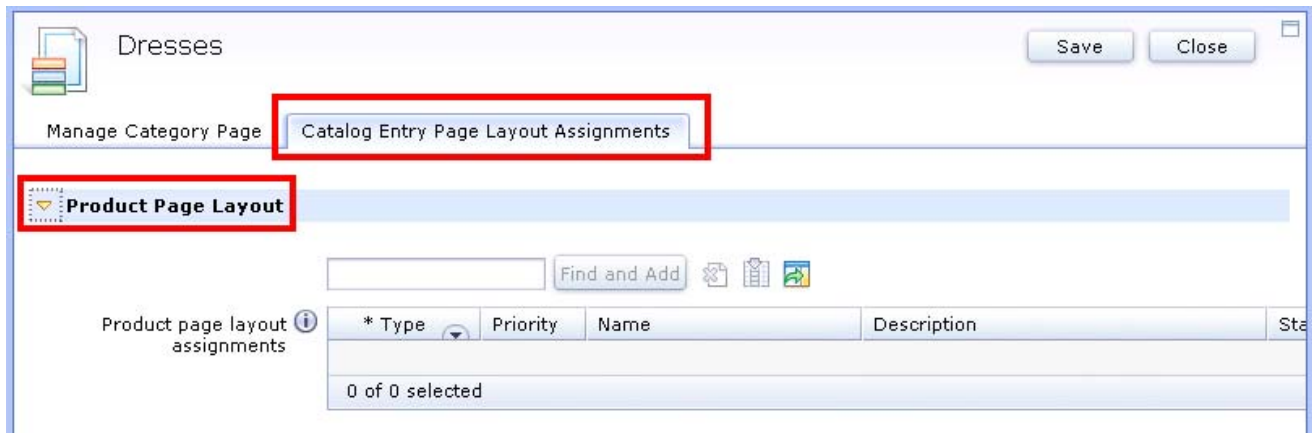 Dresses
Save Close
Manage Category Page Catalog Entry Page Layout Assignments
Product Page Layout
Find and Add
Product page layout assignments
* Type Priority Name Description Sta
0 of 0 selected